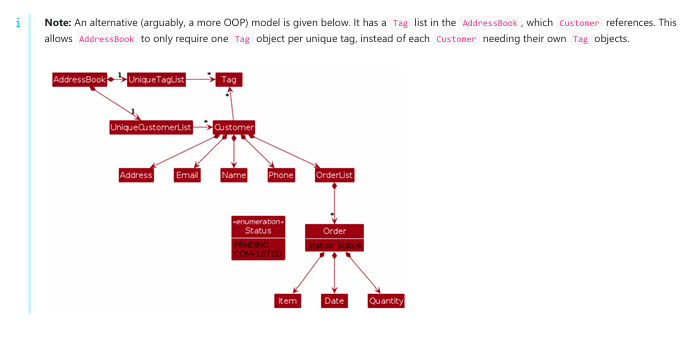 i Note: An alternative (arguably, a more OOP) model is given below. It has a Tag list in the AddressBook, which Customer references. This
allows AddressBook to only require one Tag object per unique tag, instead of each Customer needing their own Tag objects.
AddressBook 1 UniqueTagList * Tag
*
1
UniqueCustomerList * Customer
Address Email Name Phone OrderList
*
«enumeration»
Status
PENDING
COMPLETED
Order
status: Status
Item Date Quantity